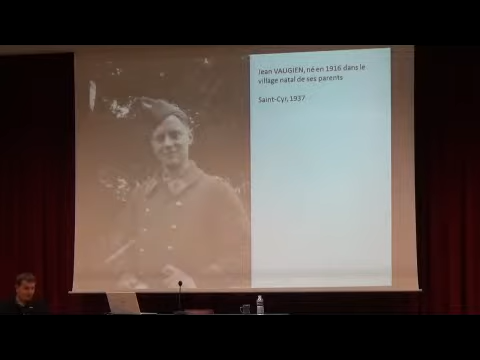 Jean VAUGIEN, né en 1916 dans le
village natal de ses parents
Saint-Cyr, 1937